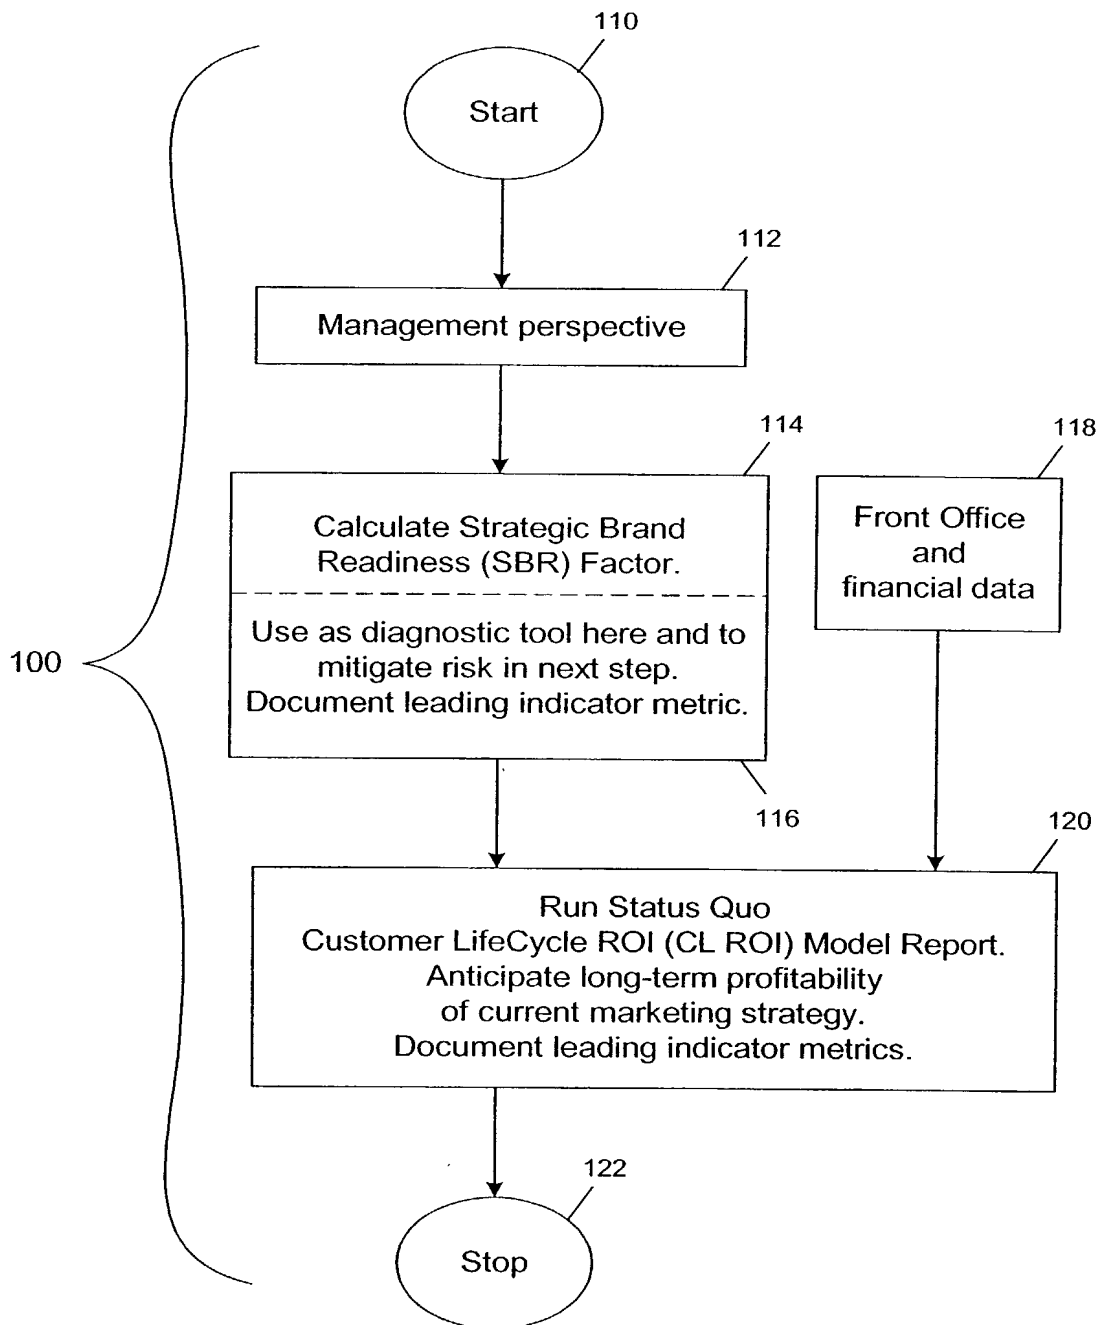 110
Start
112
Management perspective
114
118
Calculate Strategic Brand
Readiness (SBR) Factor.
Front Office
and
financial data
Use as diagnostic tool here and to
mitigate risk in next step.
Document leading indicator metric.
100
116
120
Run Status Quo
Customer LifeCycle ROI (CL ROI) Model Report.
Anticipate long-term profitability
of current marketing strategy.
Document leading indicator metrics.
122
Stop